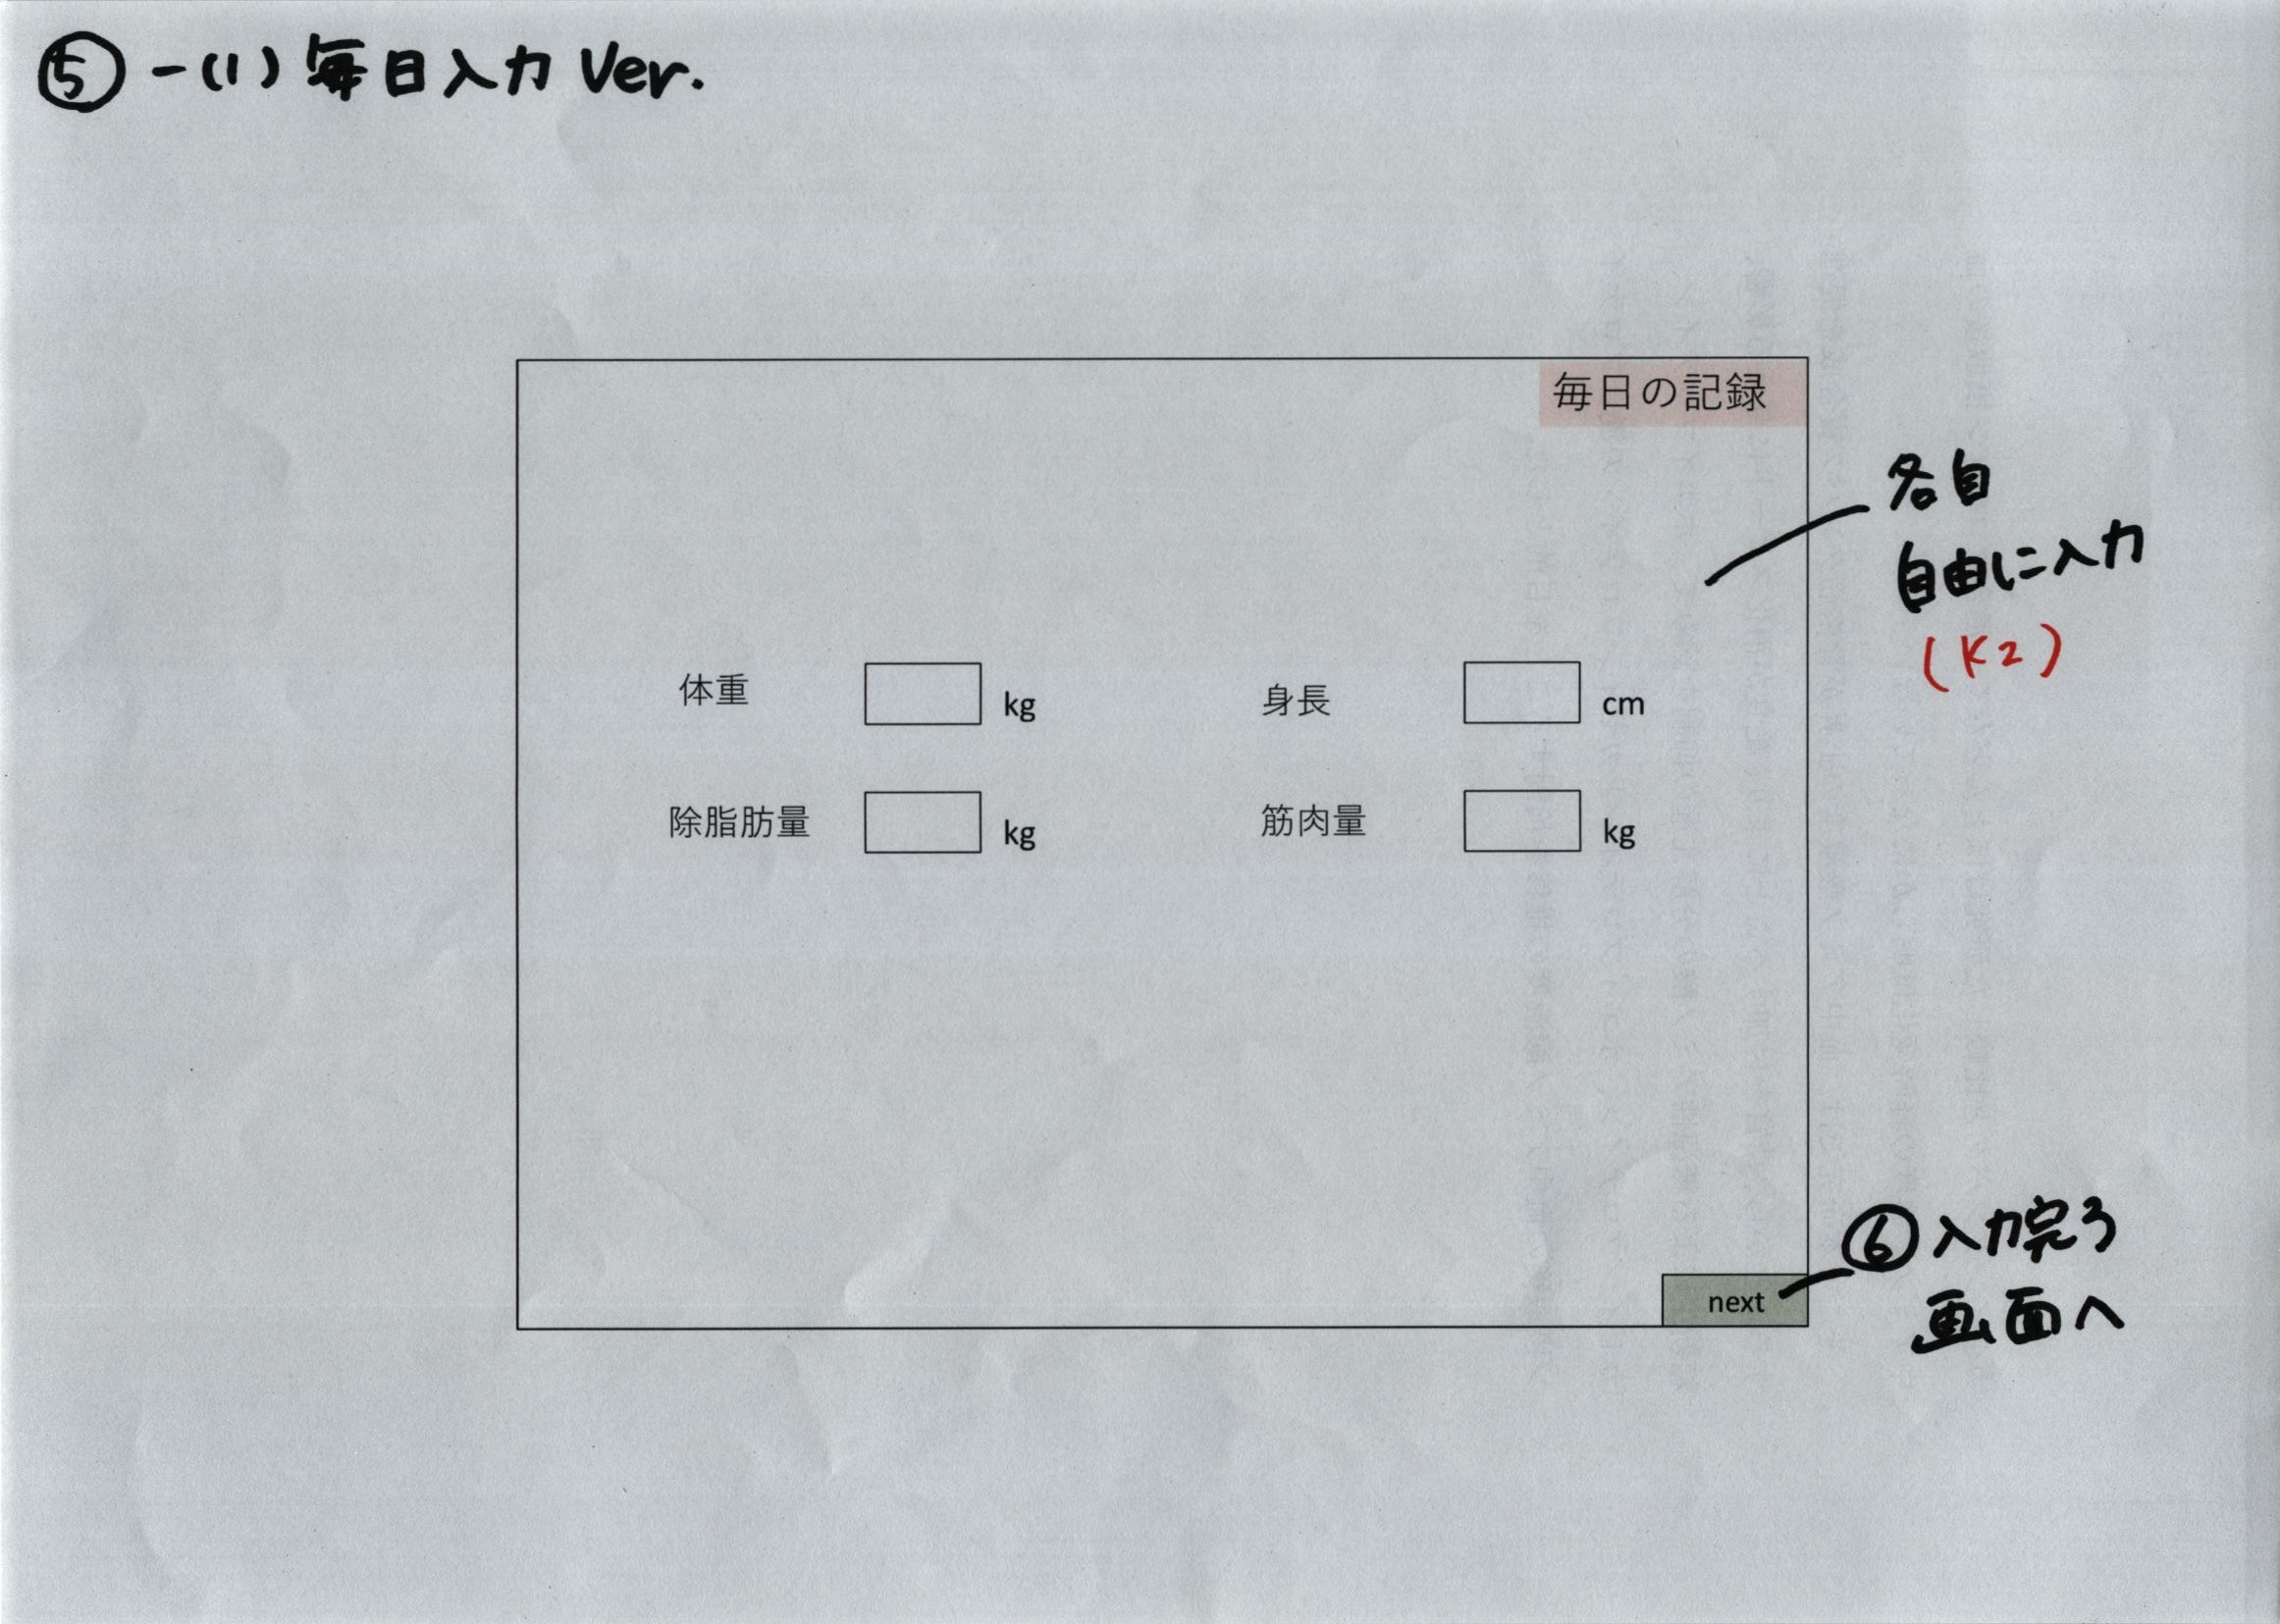 ⑤-(1) 毎日入力 Ver.
毎日の記録
各自
自由に入力
(K2)
体重 kg 身長 cm
除脂肪量 kg 筋肉量 kg
⑥入力完了
画面へ
next